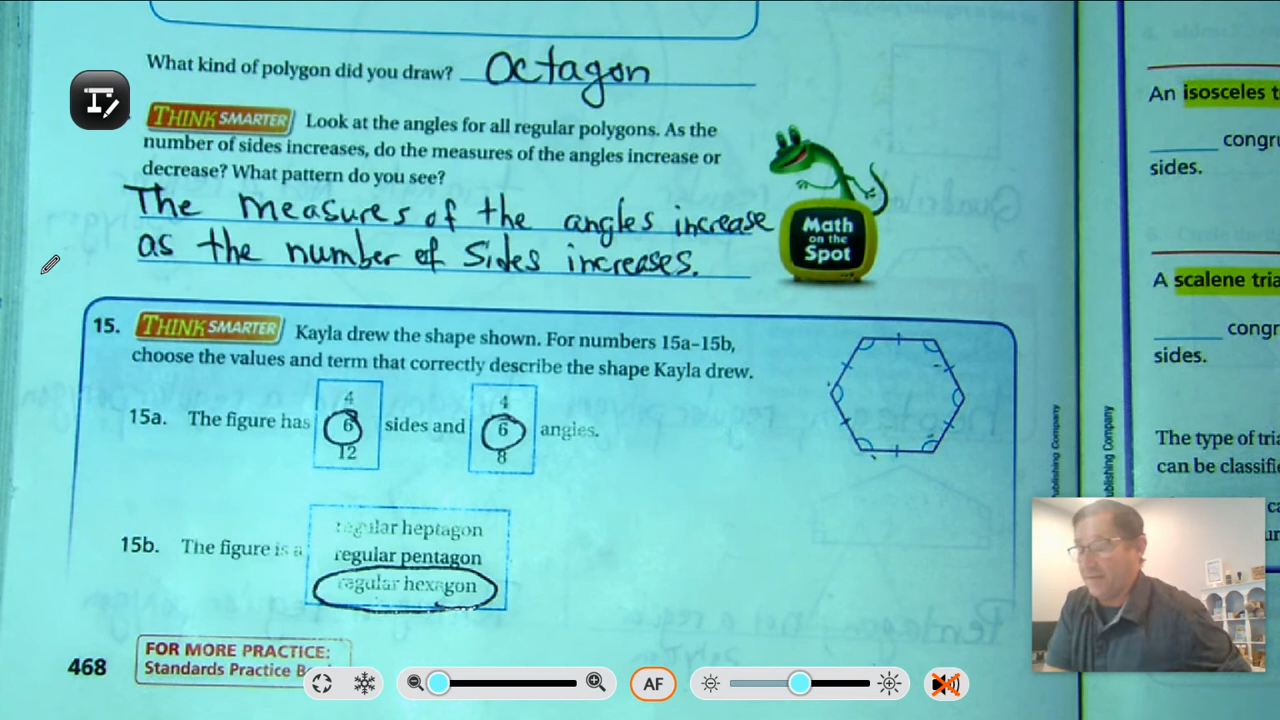 What kind of polygon did you draw? Octagon
THINK SMARTER Look at the angles for all regular polygons. As the
number of sides increases, do the measures of the angles increase or
decrease? What pattern do you see?
The measures of the angles increase
as the number of sides increases.
Math
on the
Spot
15. THINK SMARTER Kayla drew the shape shown. For numbers 15a–15b,
choose the values and term that correctly describe the shape Kayla drew.
4
15a. The figure has 6 sides and 6 angles.
12
4
8
regular heptagon
15b. The figure is a regular pentagon
regular hexagon
468
FOR MORE PRACTICE:
Standards Practice
An isosceles
sides.
A scalene
sides.
The type of
can be
Publishing Company
Publishing Company
AF